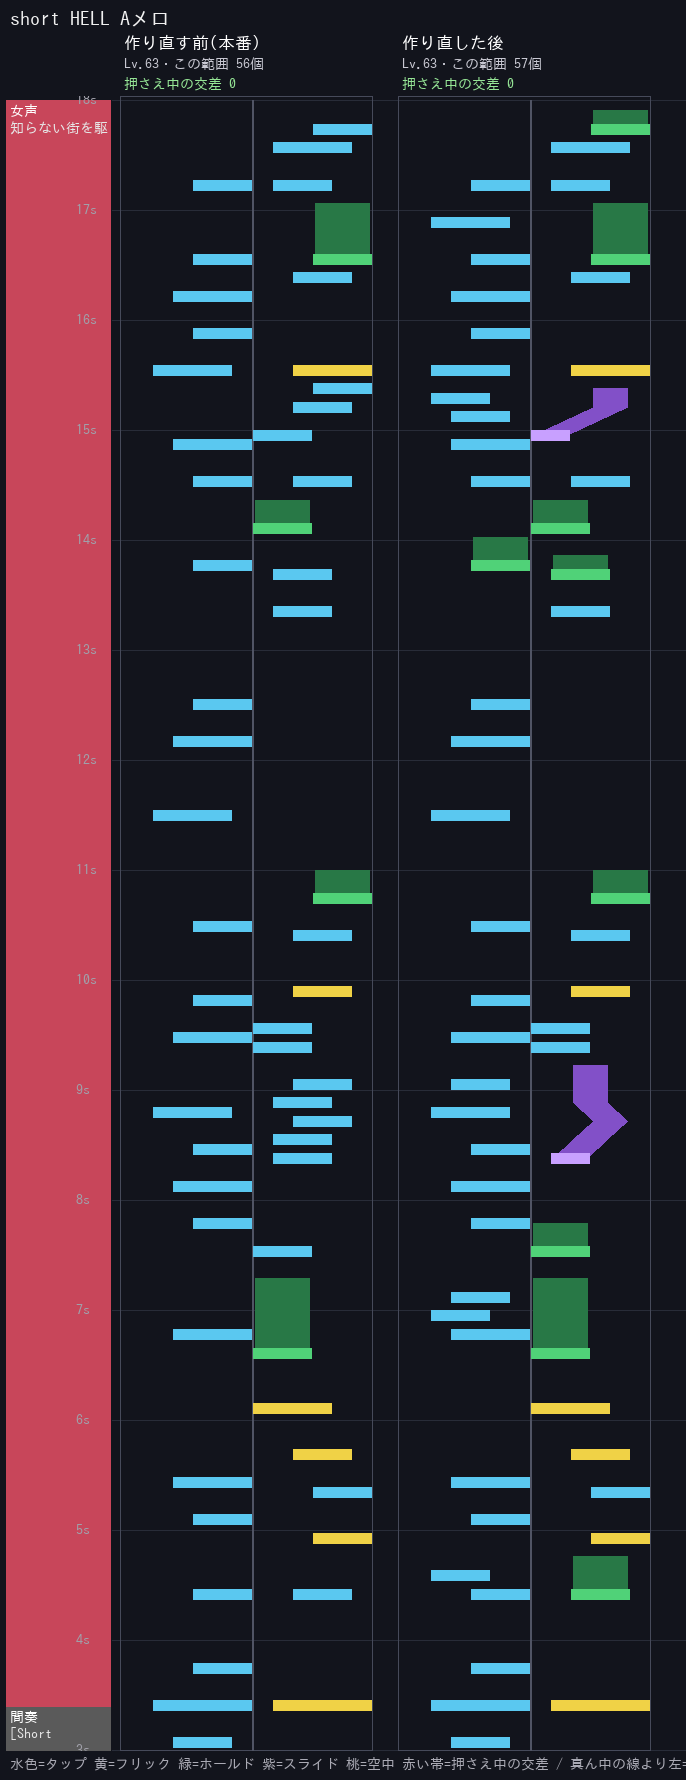 short HELL Aメロ
作り直す前(本番)
Lv.63・この範囲 56個
押さえ中の交差 0
作り直した後
Lv.63・この範囲 57個
押さえ中の交差 0
18s
女声
知らない街を駆
17s
16s
15s
14s
13s
12s
11s
10s
9s
8s
7s
6s
5s
4s
間奏
[Short
3s
水色=タップ 黄=フリック 緑=ホールド 紫=スライド 桃=空中 赤い帯=押さえ中の交差 / 真ん中の線より左=